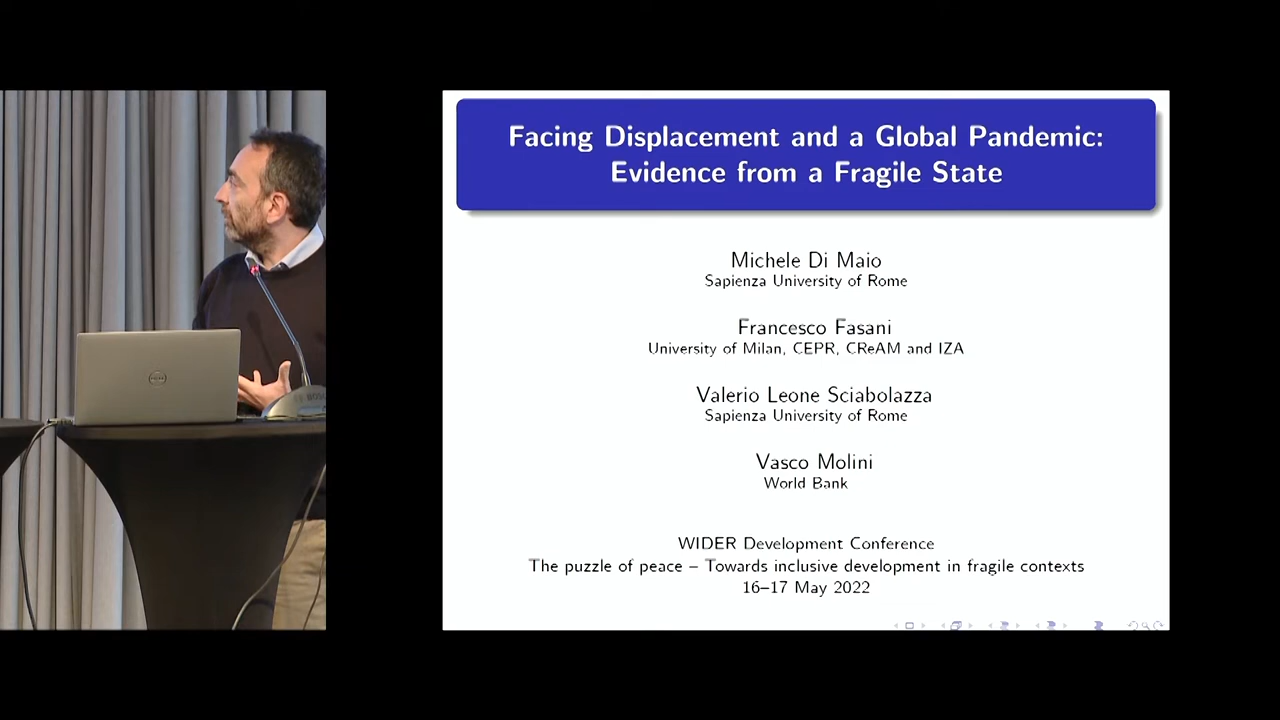 Facing Displacement and a Global Pandemic:
Evidence from a Fragile State
Michele Di Maio
Sapienza University of Rome
Francesco Fasani
University of Milan, CEPR, CReAM and IZA
Valerio Leone Sciabolazza
Sapienza University of Rome
Vasco Molini
World Bank
WIDER Development Conference
The puzzle of peace – Towards inclusive development in fragile contexts
16–17 May 2022
DELL